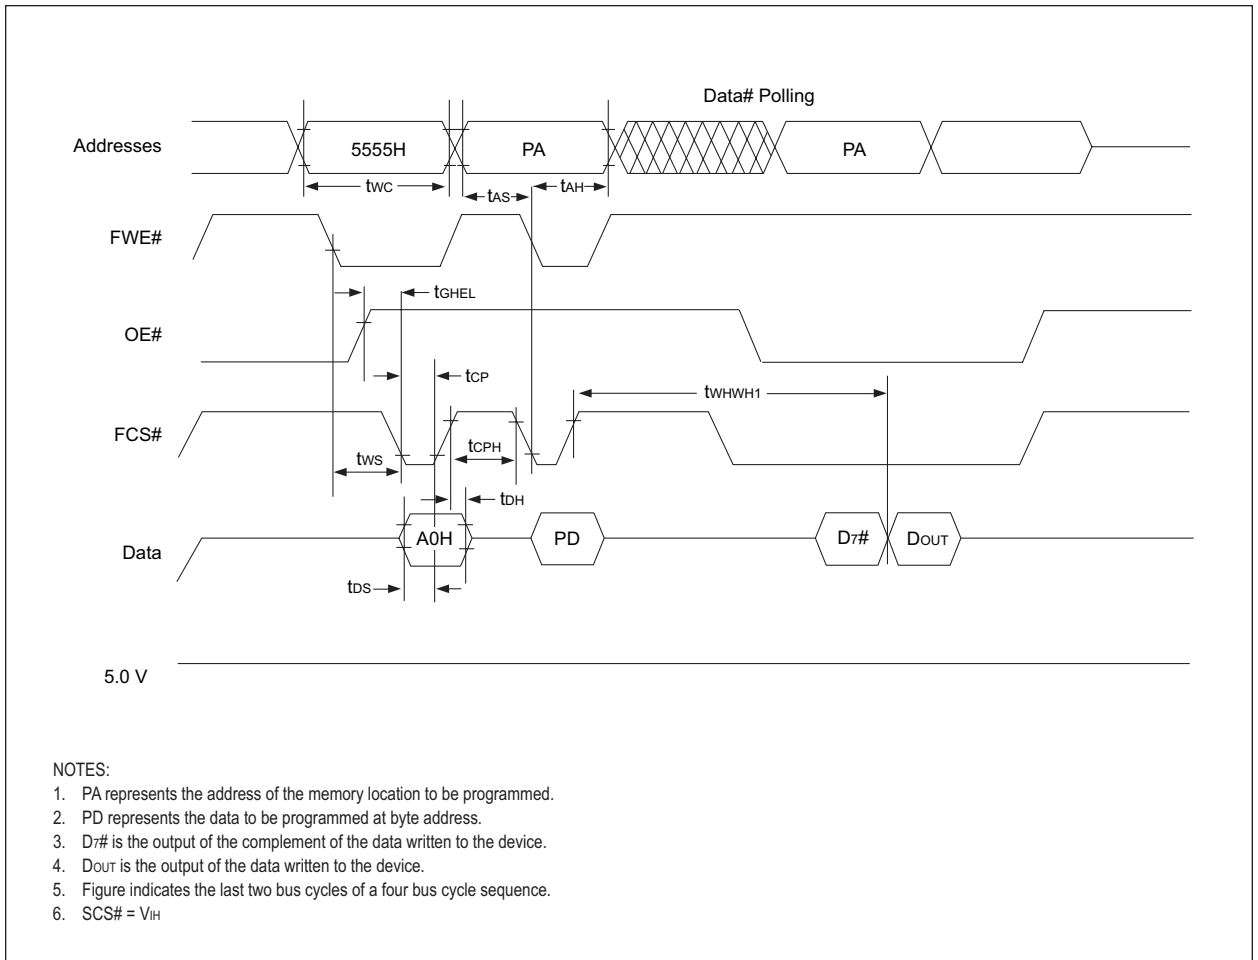 Data# Polling
Addresses 5555H PA PA
tWC tAS tAH
FWE#
tGHEL
OE#
tCP
tWHWH1
FCS#
tCPH
tWS
tDH
Data A0H PD D7# DOUT
tDS
5.0 V
NOTES:
1. PA represents the address of the memory location to be programmed.
2. PD represents the data to be programmed at byte address.
3. D7# is the output of the complement of the data written to the device.
4. DOUT is the output of the data written to the device.
5. Figure indicates the last two bus cycles of a four bus cycle sequence.
6. SCS# = VIH